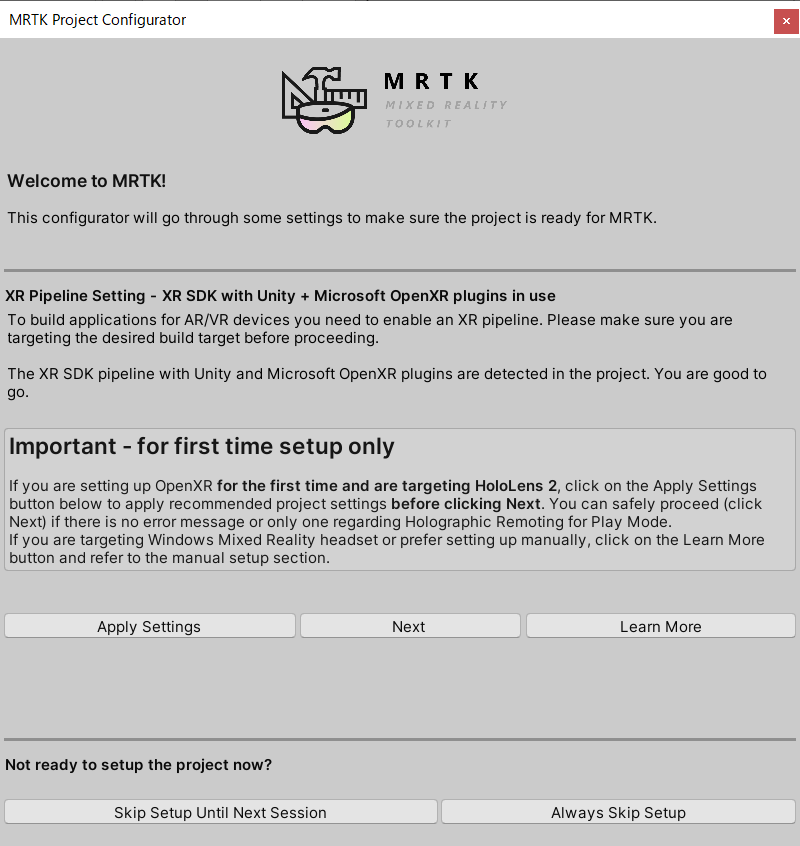 MRTK Project Configurator
MRTK
MIXED REALITY
TOOLKIT
Welcome to MRTK!
This configurator will go through some settings to make sure the project is ready for MRTK.
XR Pipeline Setting - XR SDK with Unity + Microsoft OpenXR plugins in use
To build applications for AR/VR devices you need to enable an XR pipeline. Please make sure you are
targeting the desired build target before proceeding.
The XR SDK pipeline with Unity and Microsoft OpenXR plugins are detected in the project. You are good to
go.
Important - for first time setup only
If you are setting up OpenXR for the first time and are targeting HoloLens 2, click on the Apply Settings
button below to apply recommended project settings before clicking Next. You can safely proceed (click
Next) if there is no error message or only one regarding Holographic Remoting for Play Mode.
If you are targeting Windows Mixed Reality headset or prefer setting up manually, click on the Learn More
button and refer to the manual setup section.
Apply Settings
Next
Learn More
Not ready to setup the project now?
Skip Setup Until Next Session
Always Skip Setup